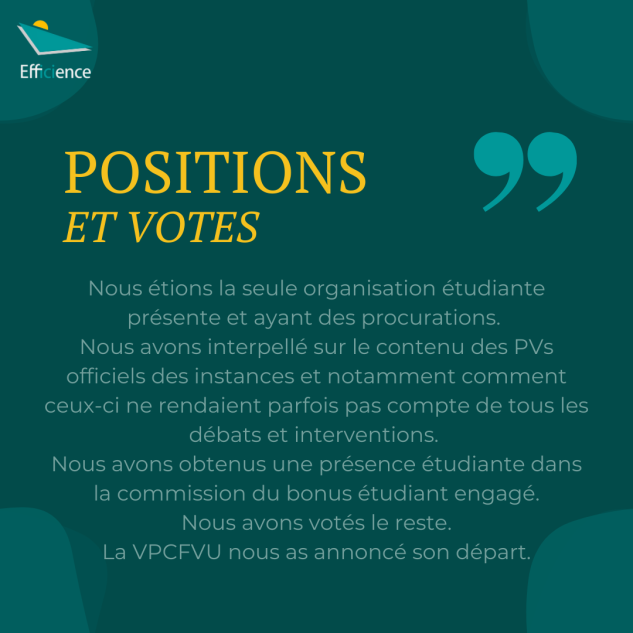 Efficience
POSITIONS
ET VOTES
Nous étions la seule organisation étudiante
présente et ayant des procurations.
Nous avons interpellé sur le contenu des PVs
officiels des instances et notamment comment
ceux-ci ne rendaient parfois pas compte de tous les
débats et interventions.
Nous avons obtenus une présence étudiante dans
la commission du bonus étudiant engagé.
Nous avons votés le reste.
La VPCFVU nous as annoncé son départ.